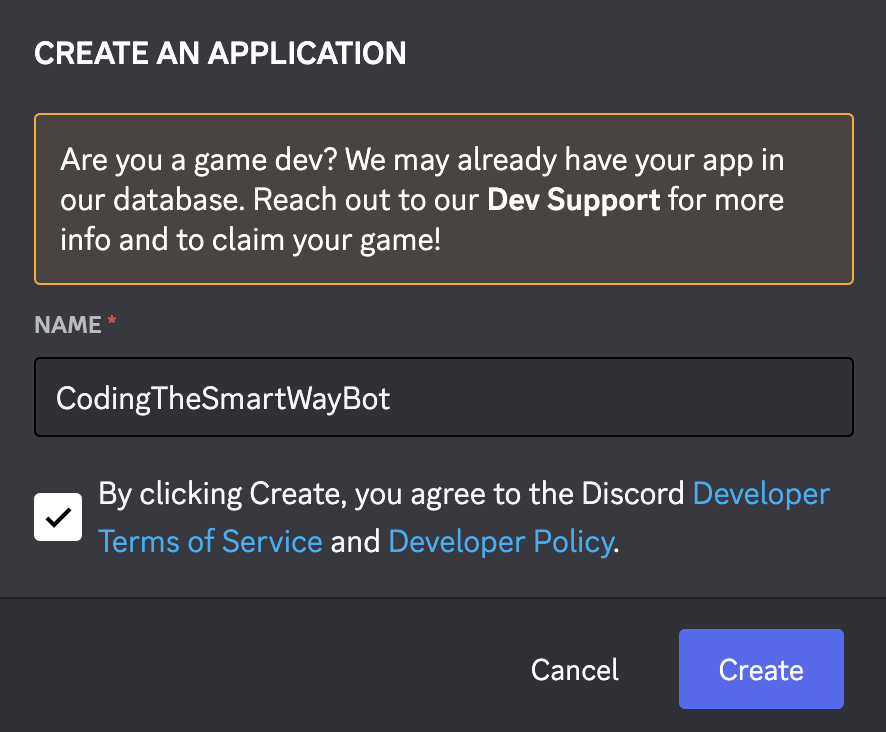 CREATE AN APPLICATION
Are you a game dev? We may already have your app in
our database. Reach out to our Dev Support for more
info and to claim your game!
NAME *
CodingTheSmartWayBot
By clicking Create, you agree to the Discord Developer
Terms of Service and Developer Policy.
Cancel
Create